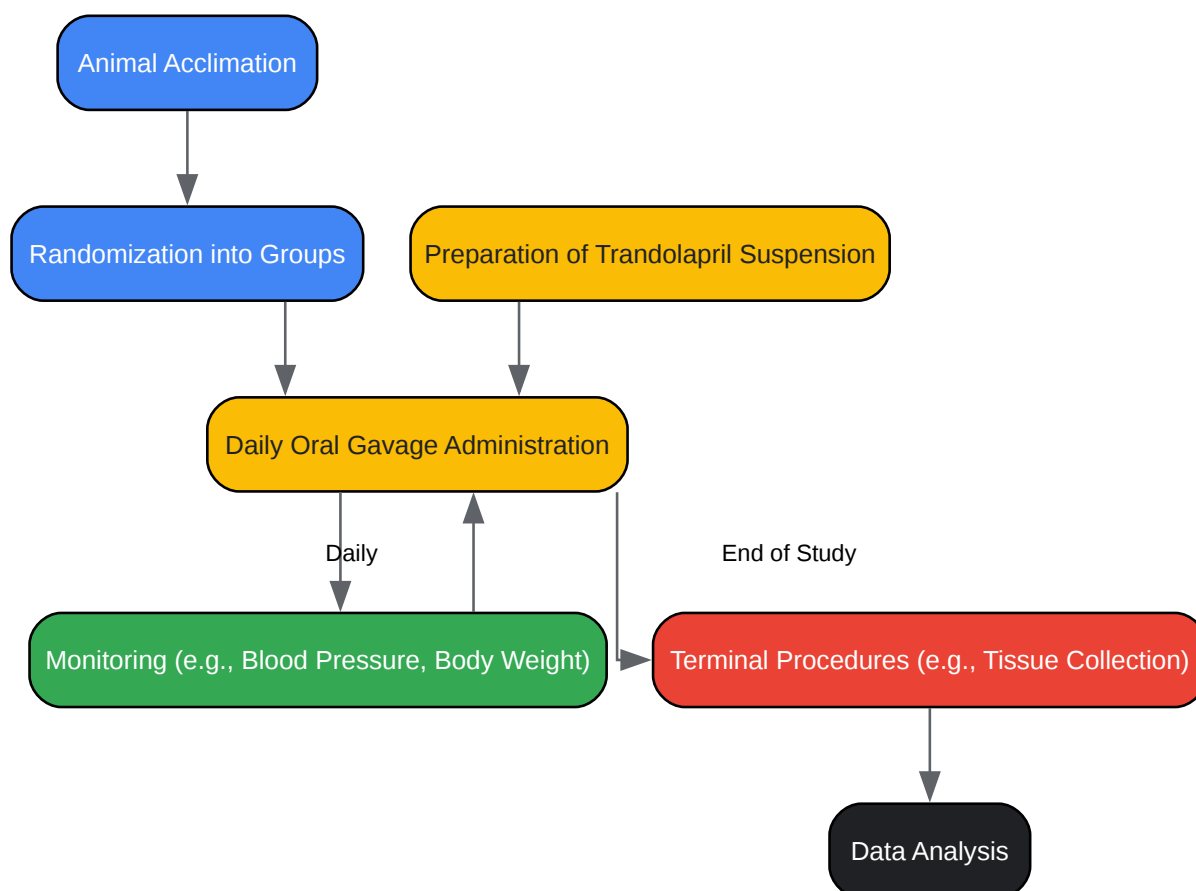 Animal Acclimation
Randomization into Groups
Preparation of Trandolapril Suspension
Daily Oral Gavage Administration
Daily
End of Study
Monitoring (e.g., Blood Pressure, Body Weight)
Terminal Procedures (e.g., Tissue Collection)
Data Analysis